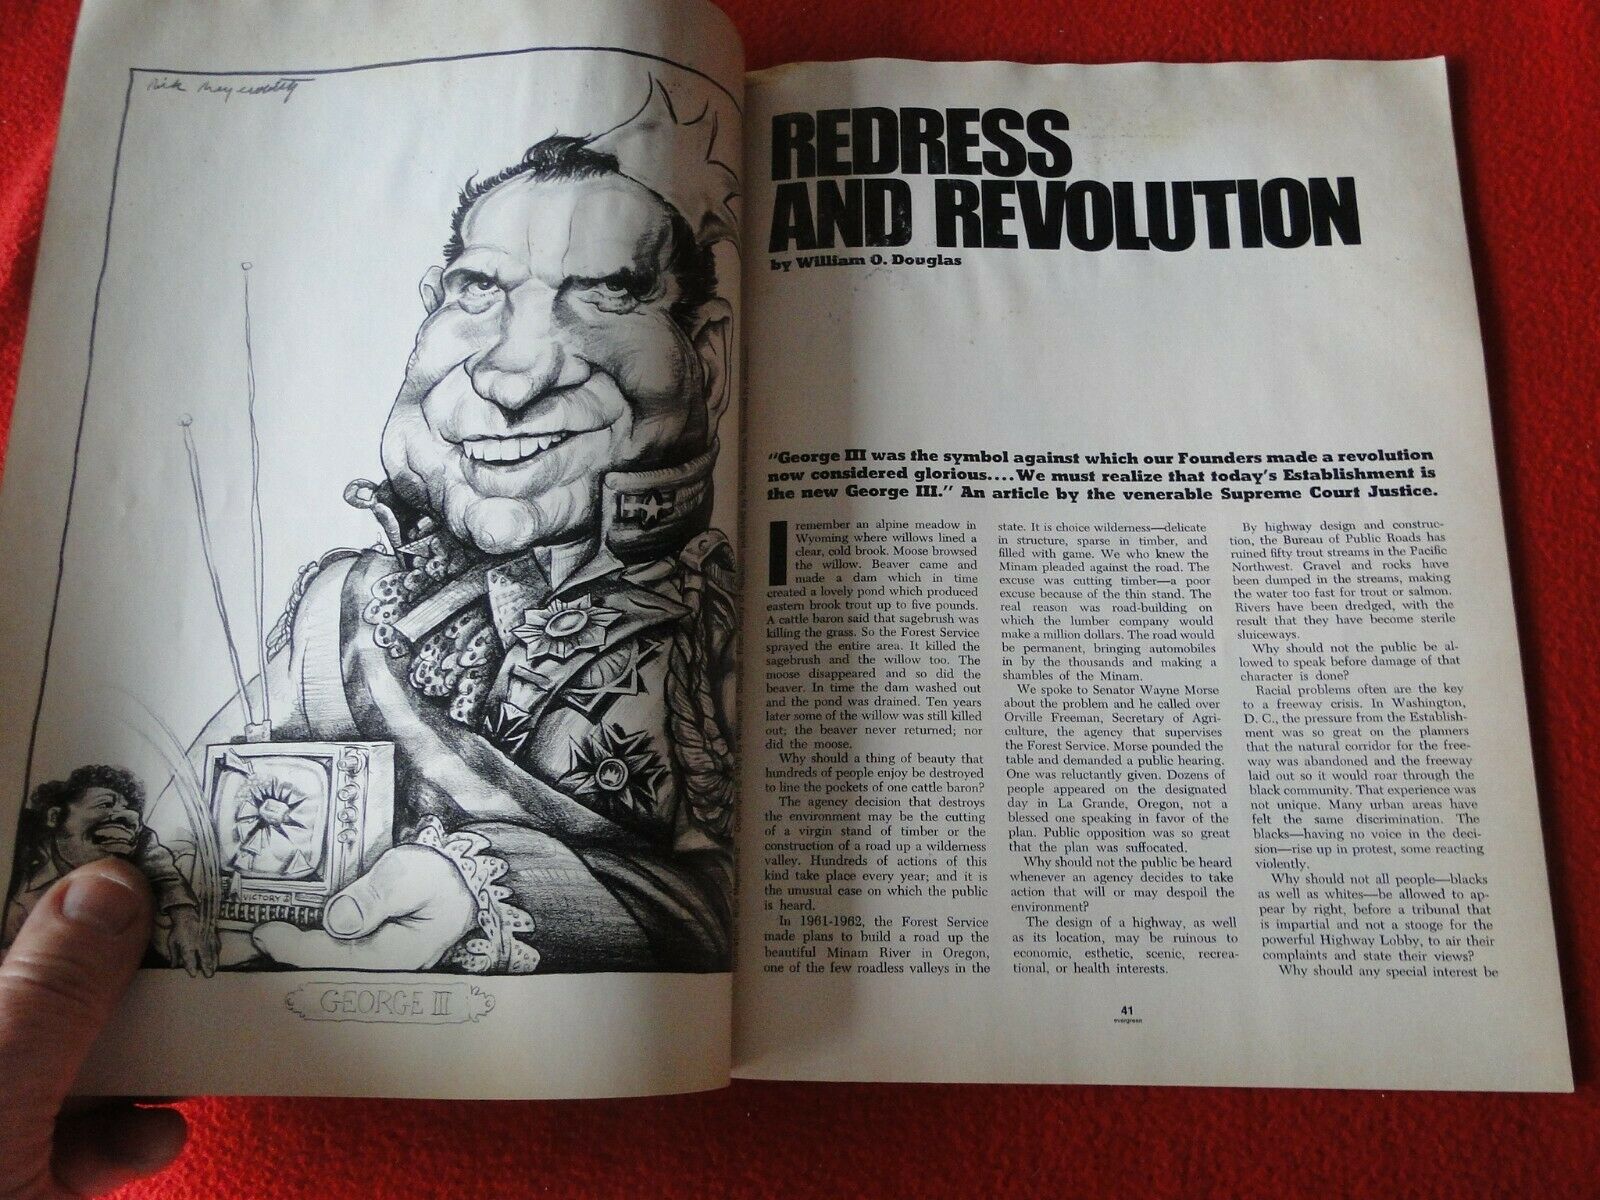 Rick Meyerowitz
VICTORY
GEORGE III
REDRESS
AND REVOLUTION
by William O. Douglas
"George III was the symbol against which our Founders made a revolution
now considered glorious....We must realize that today's Establishment is
the new George III." An article by the venerable Supreme Court Justice.
I remember an alpine meadow in
Wyoming where willows lined a
clear, cold brook. Moose browsed
the willow. Beaver came and
made a dam which in time
created a lovely pond which produced
eastern brook trout up to five pounds.
A cattle baron said that sagebrush was
killing the grass. So the Forest Service
sprayed the entire area. It killed the
sagebrush and the willow too. The
moose disappeared and so did the
beaver. In time the dam washed out
and the pond was drained. Ten years
later some of the willow was still killed
out; the beaver never returned; nor
did the moose.
Why should a thing of beauty that
hundreds of people enjoy be destroyed
to line the pockets of one cattle baron?
The agency decision that destroys
the environment may be the cutting
of a virgin stand of timber or the
construction of a road up a wilderness
valley. Hundreds of actions of this
kind take place every year; and it is
the unusual case on which the public
is heard.
In 1961-1962, the Forest Service
made plans to build a road up the
beautiful Minam River in Oregon,
one of the few roadless valleys in the
state. It is choice wilderness—delicate
in structure, sparse in timber, and
filled with game. We who knew the
Minam pleaded against the road. The
excuse was cutting timber—a poor
excuse because of the thin stand. The
real reason was road-building on
which the lumber company would
make a million dollars. The road would
be permanent, bringing automobiles
in by the thousands and making a
shambles of the Minam.
We spoke to Senator Wayne Morse
about the problem and he called over
Orville Freeman, Secretary of Agri-
culture, the agency that supervises
the Forest Service. Morse pounded the
table and demanded a public hearing.
One was reluctantly given. Dozens of
people appeared on the designated
day in La Grande, Oregon, not a
blessed one speaking in favor of the
plan. Public opposition was so great
that the plan was suffocated.
Why should not the public be heard
whenever an agency decides to take
action that will or may despoil the
environment?
The design of a highway, as well
as its location, may be ruinous to
economic, esthetic, scenic, recrea-
tional, or health interests.
By highway design and construc-
tion, the Bureau of Public Roads has
ruined fifty trout streams in the Pacific
Northwest. Gravel and rocks have
been dumped in the streams, making
the water too fast for trout or salmon.
Rivers have been dredged, with the
result that they have become sterile
sluiceways.
Why should not the public be al-
lowed to speak before damage of that
character is done?
Racial problems often are the key
to a freeway crisis. In Washington,
D. C., the pressure from the Establish-
ment was so great on the planners
that the natural corridor for the free-
way was abandoned and the freeway
laid out so it would roar through the
black community. That experience was
not unique. Many urban areas have
felt the same discrimination. The
blacks—having no voice in the deci-
sion—rise up in protest, some reacting
violently.
Why should not all people—blacks
as well as whites—be allowed to ap-
pear by right, before a tribunal that
is impartial and not a stooge for the
powerful Highway Lobby, to air their
complaints and state their views?
Why should any special interest be
41
evergreen